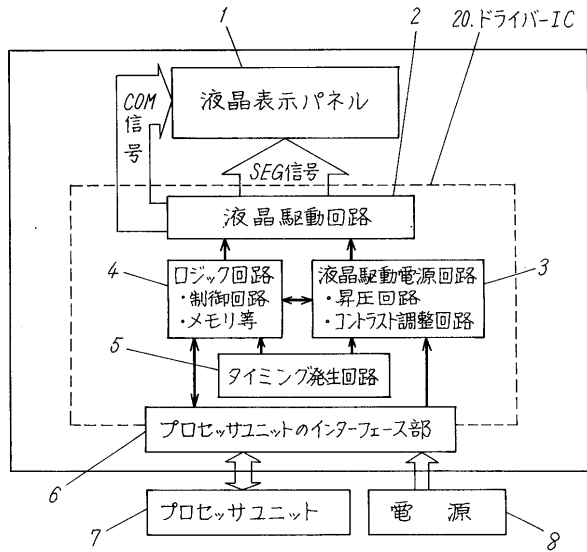 1
2
20.ドライバーIC
液晶表示パネル
COM
信
号
SEG信号
液晶駆動回路
4
ロジック回路
・制御回路
・メモリ等
液晶駆動電源回路
・昇圧回路
・コントラスト調整回路
3
5
タイミング発生回路
プロセッサユニットのインターフェース部
6
プロセッサユニット
7
電源
8